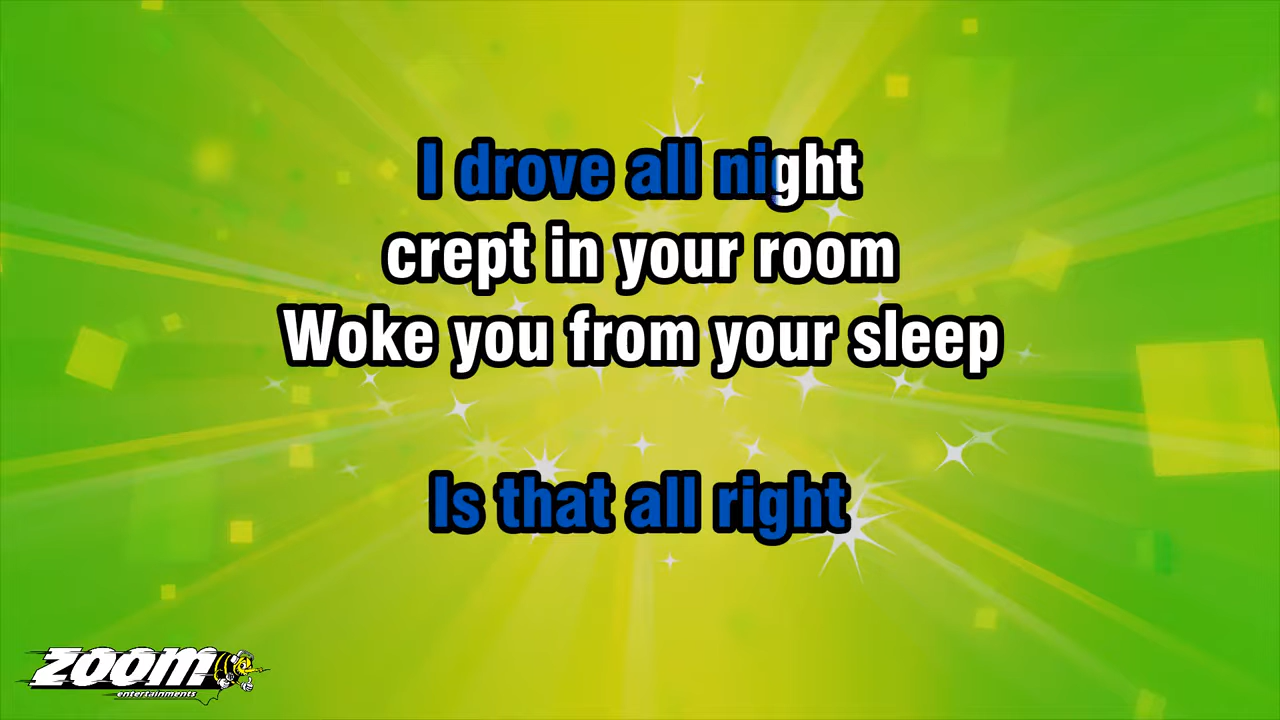 I drove all night
crept in your room
Woke you from your sleep
Is that all right
zoom
entertainments